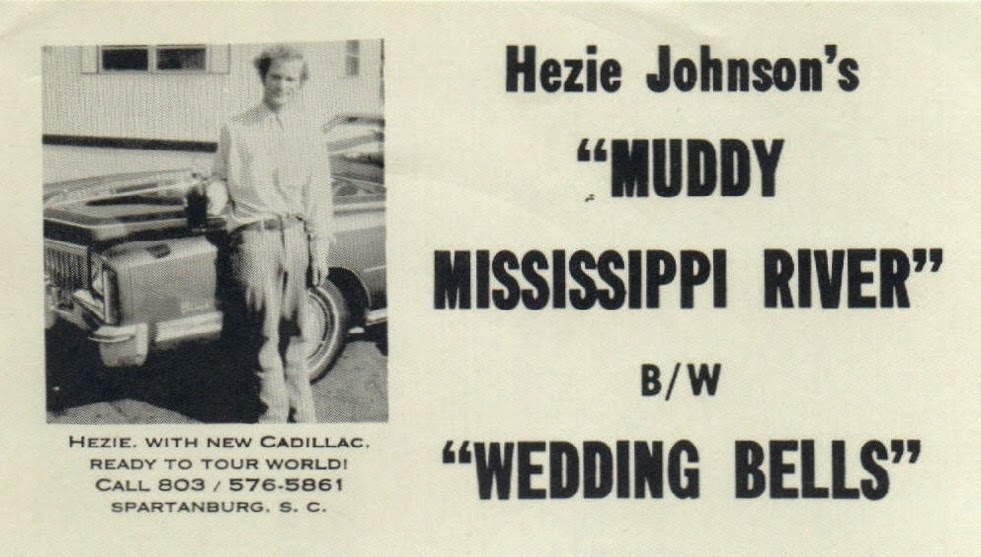 Hezie Johnson's
"MUDDY
MISSISSIPPI RIVER"
B/W
"WEDDING BELLS"
HEZIE. WITH NEW CADILLAC.
READY TO TOUR WORLD!
CALL 803 / 576-5861
SPARTANBURG. S. C.